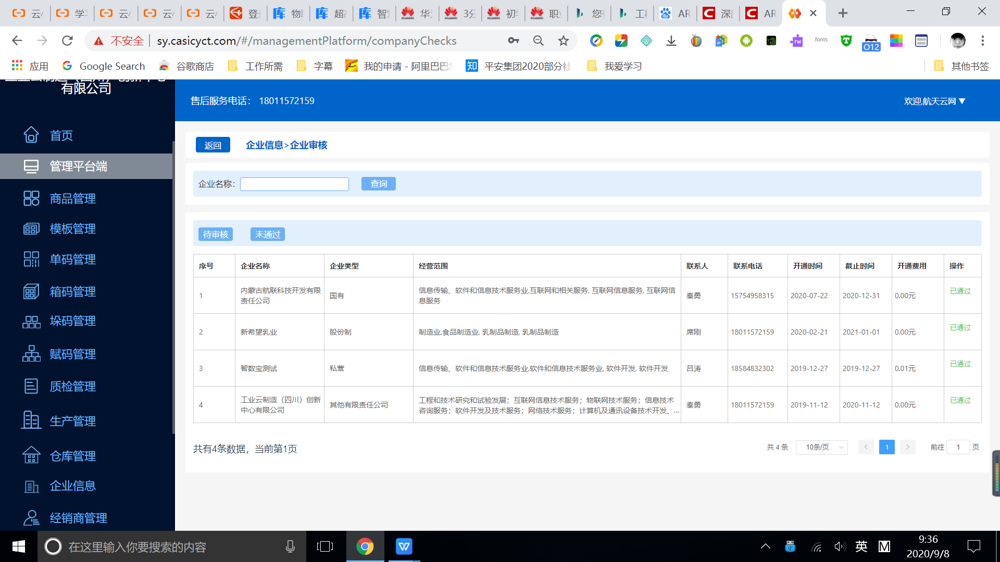 云
学
云
云
云
登
物
超
智
华
3分
初
职
您
工
AR
深
AR
不安全
sy.casicyct.com/#/managementPlatform/companyChecks
fonts
rw
O12
应用
Google Search
谷歌商店
工作所需
字幕
我的申请 - 阿里巴巴
知
平安集团2020部分社
我爱学习
其他书签
有限公司
售后服务电话： 18011572159
欢迎,航天云网▼
首页
管理平台端
商品管理
模板管理
单码管理
箱码管理
垛码管理
赋码管理
质检管理
生产管理
仓库管理
企业信息
经销商管理
返回
企业信息>企业审核
企业名称：
查询
待审核
未通过
序号 企业名称 企业类型 经营范围 联系人 联系电话 开通时间 截止时间 开通费用 操作
1 内蒙古航联科技开发有限责任公司 国有 信息传输、软件和信息技术服务业,互联网和相关服务, 互联网信息服务, 互联网信息服务 秦勇 15754958315 2020-07-22 2020-12-31 0.00元 已通过
2 新希望乳业 股份制 制造业,食品制造业, 乳制品制造, 乳制品制造 席刚 18011572159 2020-02-21 2021-01-01 0.00元 已通过
3 智数宝测试 私营 信息传输、软件和信息技术服务业,软件和信息技术服务业, 软件开发, 软件开发 吕涛 18584832302 2019-12-27 2019-12-27 0.01元 已通过
4 工业云制造（四川）创新中心有限公司 其他有限责任公司 工程和技术研究和试验发展；互联网信息技术服务；物联网技术服务；信息技术咨询服务；软件开发及技术服务；网络技术服务；计算机及通讯设备技术开发、... 秦勇 18011572159 2019-11-12 2020-11-12 0.00元 已通过
共有4条数据，当前第1页
共 4 条
10条/页
1
前往 1 页
在这里输入你要搜索的内容
英
M
9:36
2020/9/8